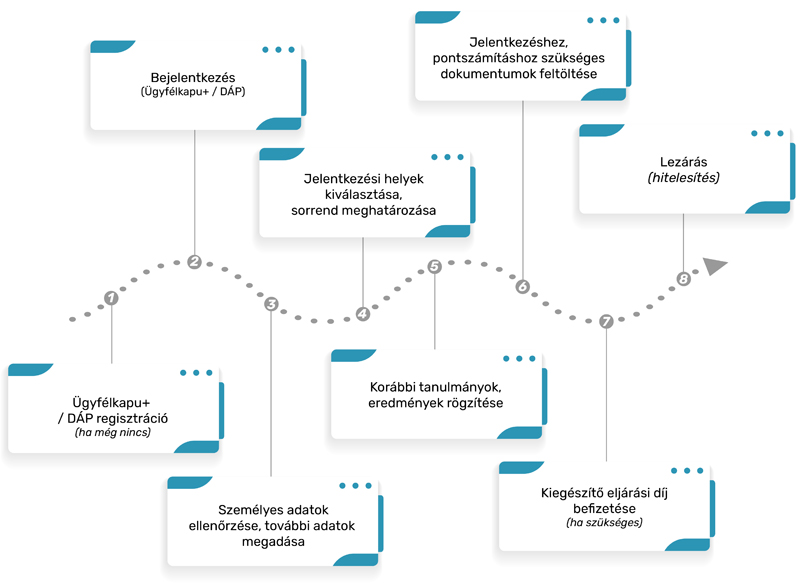 1
Ügyfélkapu+
/ DÁP regisztráció
(ha még nincs)
2
Bejelentkezés
(Ügyfélkapu+ / DÁP)
3
Személyes adatok
ellenőrzése, további adatok
megadása
4
Jelentkezési helyek
kiválasztása,
sorrend meghatározása
5
Korábbi tanulmányok,
eredmények rögzítése
6
Jelentkezéshez,
pontszámításhoz szükséges
dokumentumok feltöltése
7
Kiegészítő eljárási díj
befizetése
(ha szükséges)
8
Lezárás
(hitelesítés)